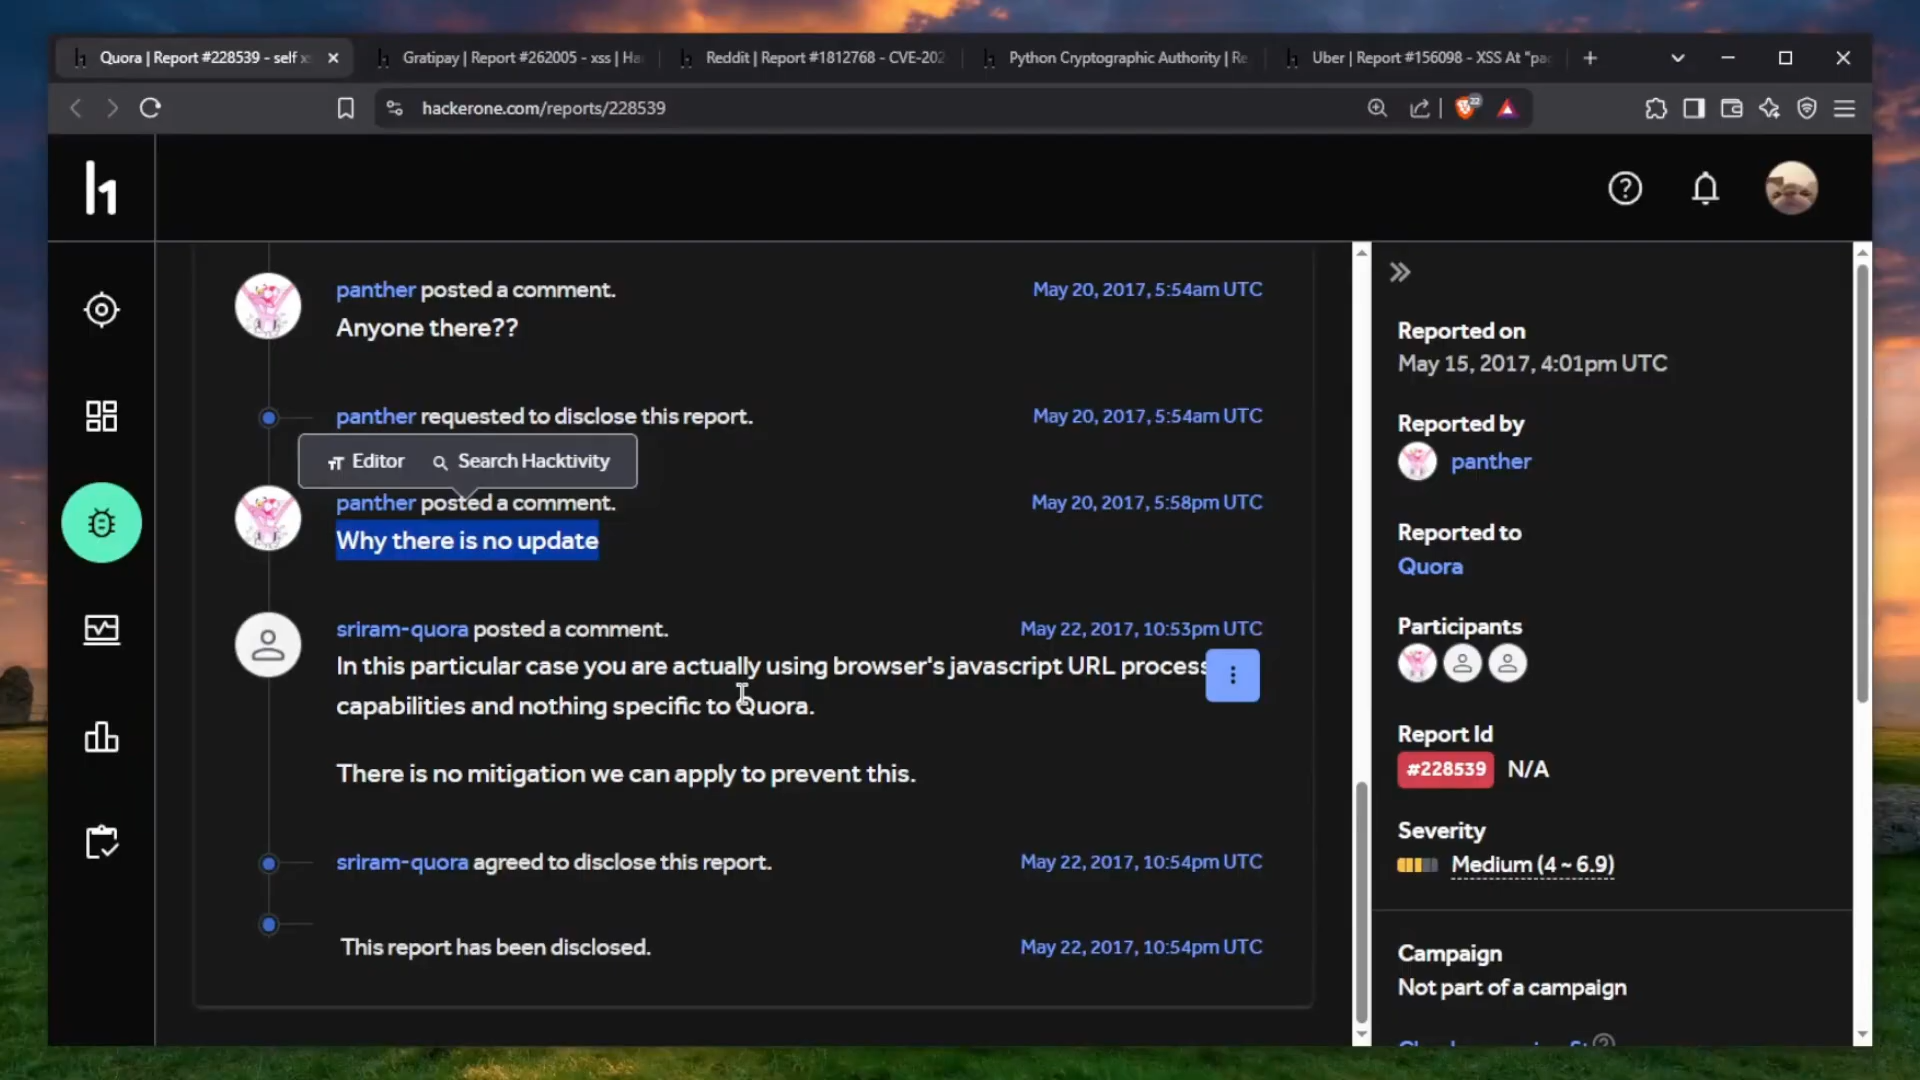 Quora | Report #228539 - self x
Gratipay | Report #262005 - xss | Ha
Reddit | Report #1812768 - CVE-202
Python Cryptographic Authority | Re
Uber | Report #156098 - XSS At "pa
hackerone.com/reports/228539
22
h1
panther posted a comment.
May 20, 2017, 5:54am UTC
Anyone there??
panther requested to disclose this report.
May 20, 2017, 5:54am UTC
Editor
Search Hacktivity
panther posted a comment.
May 20, 2017, 5:58pm UTC
Why there is no update
sriram-quora posted a comment.
May 22, 2017, 10:53pm UTC
In this particular case you are actually using browser's javascript URL process
capabilities and nothing specific to Quora.
There is no mitigation we can apply to prevent this.
sriram-quora agreed to disclose this report.
May 22, 2017, 10:54pm UTC
This report has been disclosed.
May 22, 2017, 10:54pm UTC
Reported on
May 15, 2017, 4:01pm UTC
Reported by
panther
Reported to
Quora
Participants
Report Id
#228539 N/A
Severity
Medium (4 ~ 6.9)
Campaign
Not part of a campaign